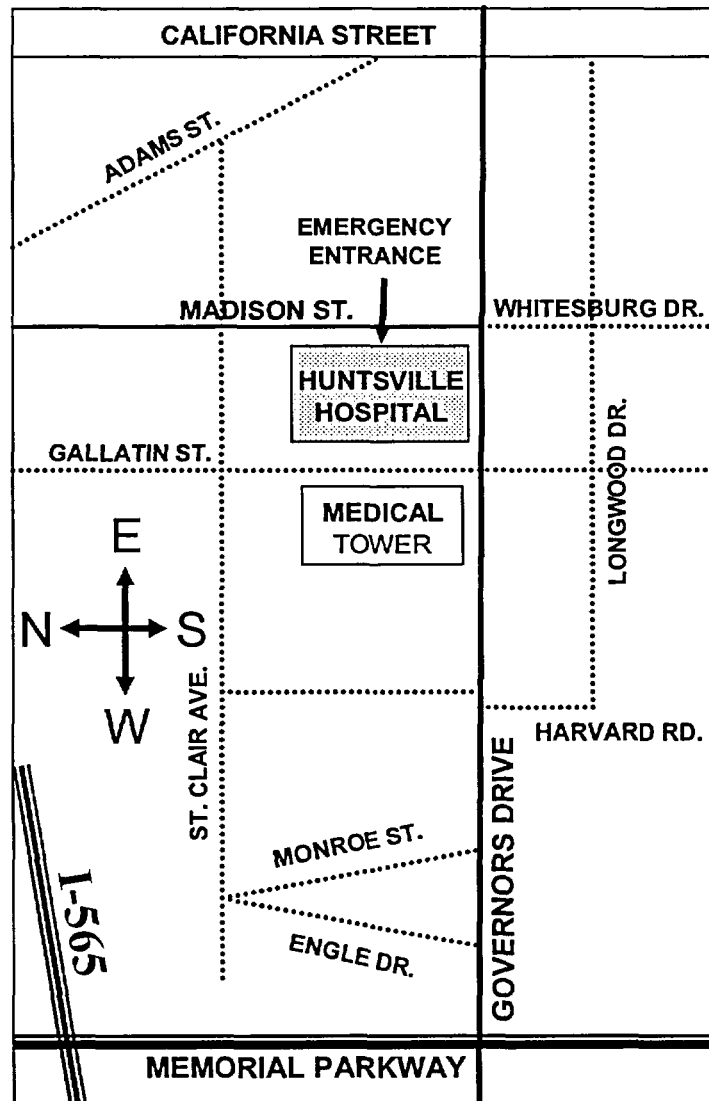 CALIFORNIA STREET
ADAMS ST.
EMERGENCY
ENTRANCE
MADISON ST.
WHITESBURG DR.
HUNTSVILLE
HOSPITAL
GALLATIN ST.
LONGWOOD DR.
MEDICAL
TOWER
E
N
S
W
ST. CLAIR AVE.
HARVARD RD.
GOVERNORS DRIVE
MONROE ST.
I-565
ENGLE DR.
MEMORIAL PARKWAY